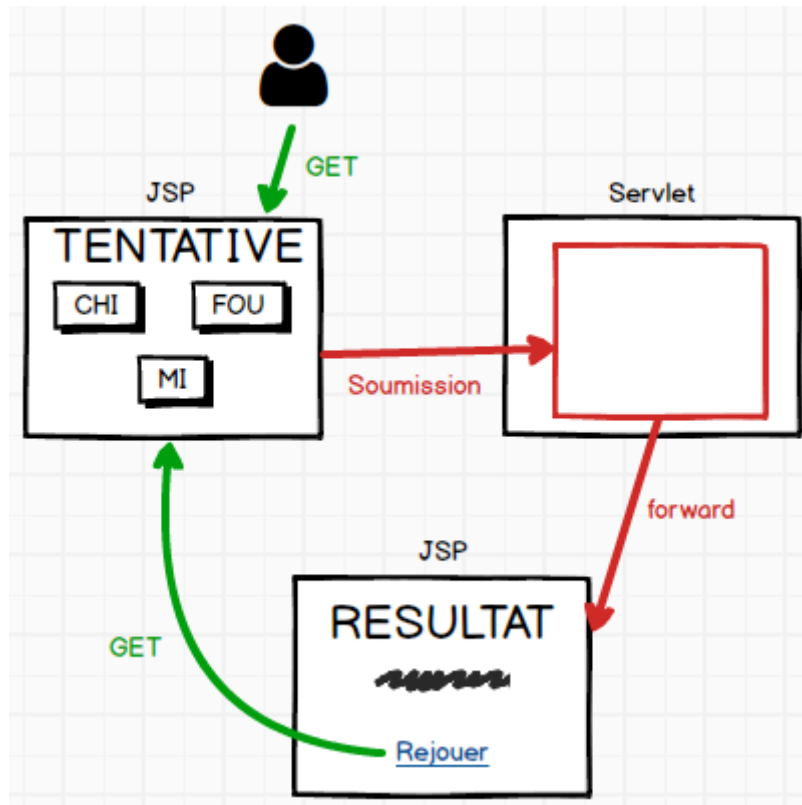 GET
JSP
Servlet
TENTATIVE
CHI
FOU
MI
Soumission
forward
JSP
RESULTAT
GET
Rejouer